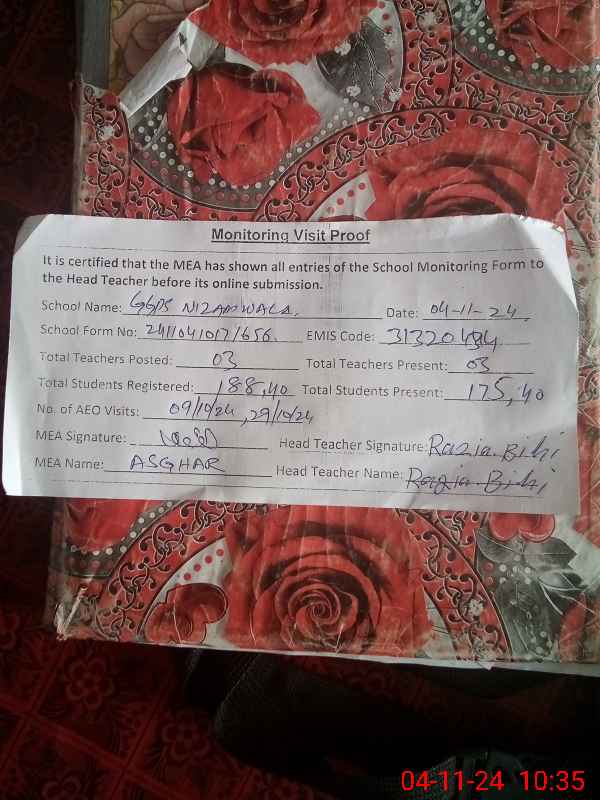 Monitoring Visit Proof
It is certified that the MEA has shown all entries of the School Monitoring Form to
the Head Teacher before its online submission.
School Name: GGPS NIZAMWALA. Date: 04-11-24.
School Form No: 2411041017/656. EMIS Code: 31320484
Total Teachers Posted: 03 Total Teachers Present: 03
Total Students Registered: 188,40 Total Students Present: 175,40
No. of AEO Visits: 09/10/24, 29/10/24
MEA Signature: Head Teacher Signature: Razia Bibi
MEA Name: ASGHAR Head Teacher Name: Razia Bibi
04-11-24 10:35